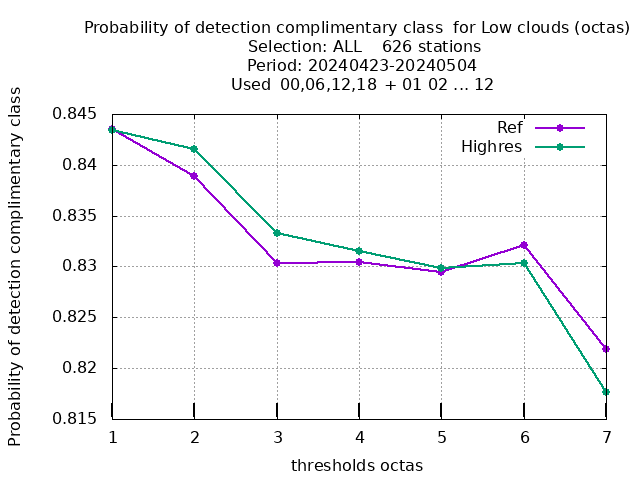 Probability of detection complimentary class  for Low clouds (octas)
Selection: ALL    626 stations
Period: 20240423-20240504
Used  00,06,12,18  + 01 02 ... 12
Probability of detection complimentary class
0.845
0.84
0.835
0.83
0.825
0.82
0.815
Ref
Highres
1 2 3 4 5 6 7
thresholds octas